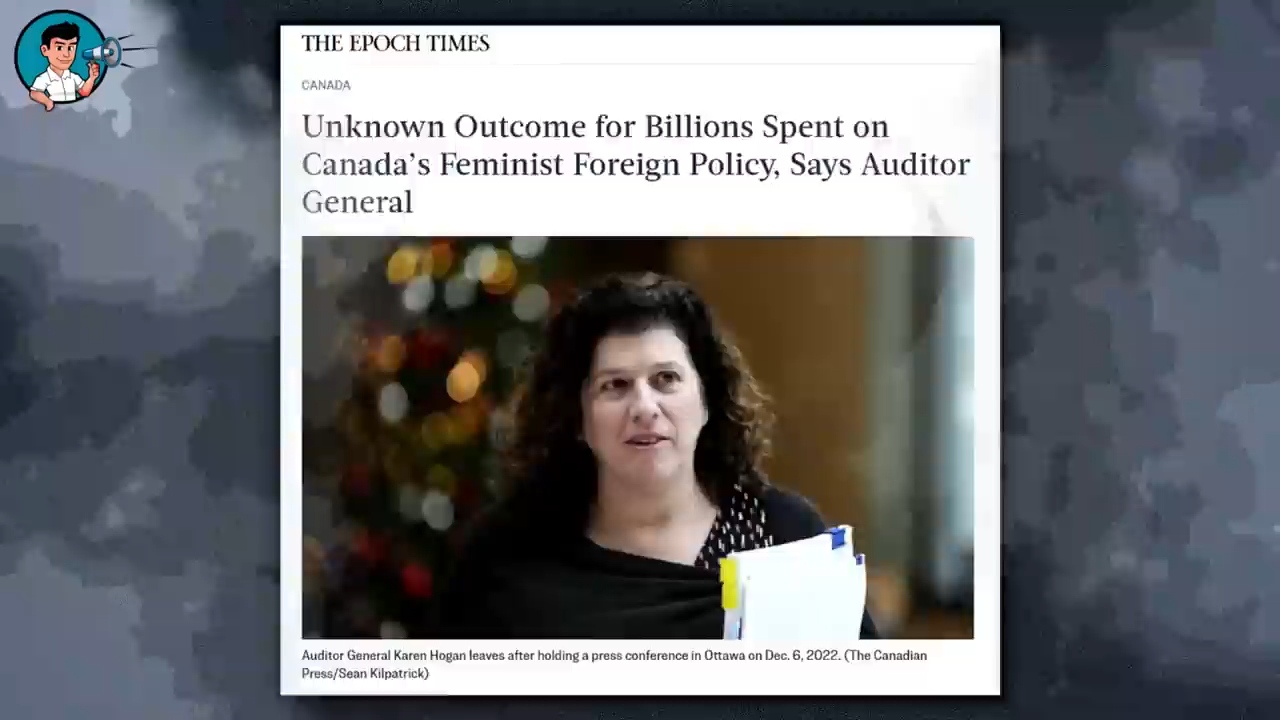 THE EPOCH TIMES
CANADA
Unknown Outcome for Billions Spent on
Canada’s Feminist Foreign Policy, Says Auditor
General
Auditor General Karen Hogan leaves after holding a press conference in Ottawa on Dec. 6, 2022. (The Canadian
Press/Sean Kilpatrick)